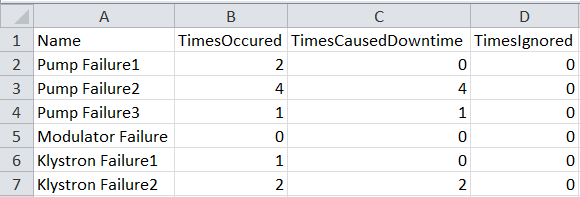 A B C D
1 Name TimesOccured TimesCausedDowntime TimesIgnored
2 Pump Failure1 2 0 0
3 Pump Failure2 4 4 0
4 Pump Failure3 1 1 0
5 Modulator Failure 0 0 0
6 Klystron Failure1 1 0 0
7 Klystron Failure2 2 2 0